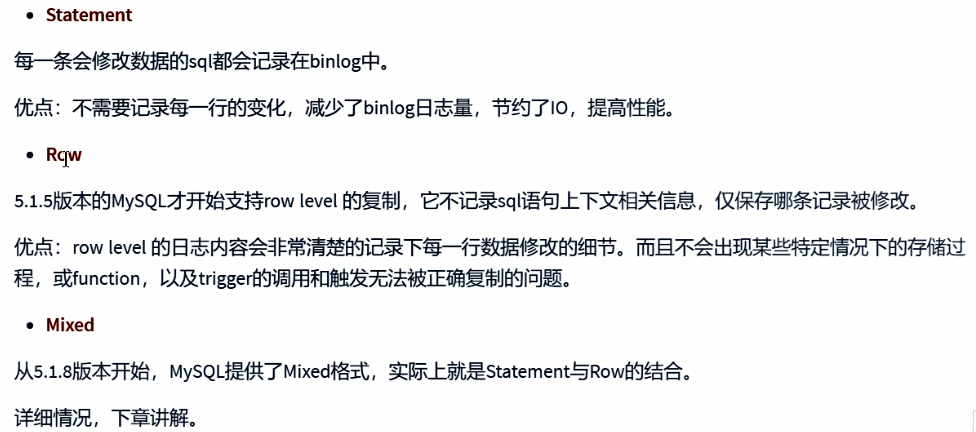 • Statement
每一条会修改数据的sql都会记录在binlog中。
优点：不需要记录每一行的变化，减少了binlog日志量，节约了IO，提高性能。
• Row
5.1.5版本的MySQL才开始支持row level 的复制，它不记录sql语句上下文相关信息，仅保存哪条记录被修改。
优点：row level 的日志内容会非常清楚的记录下每一行数据修改的细节。而且不会出现某些特定情况下的存储过
程，或function，以及trigger的调用和触发无法被正确复制的问题。
• Mixed
从5.1.8版本开始，MySQL提供了Mixed格式，实际上就是Statement与Row的结合。
详细情况，下章讲解。